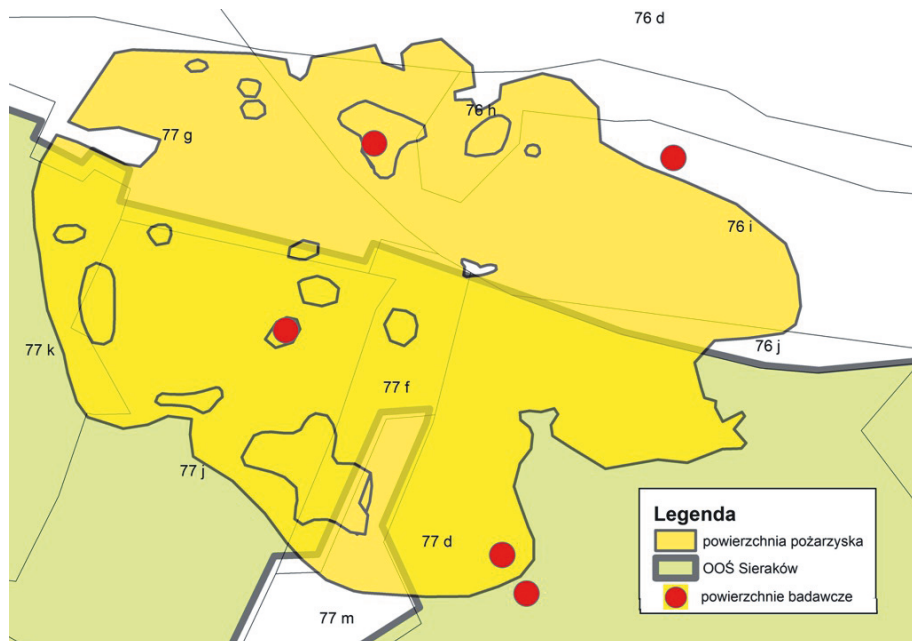 76 d
76 h
77 g
76 i
76 j
77 k
77 f
77 j
77 d
77 m
Legenda
powierzchnia pożarzyska
OOŚ Sieraków
powierzchnie badawcze